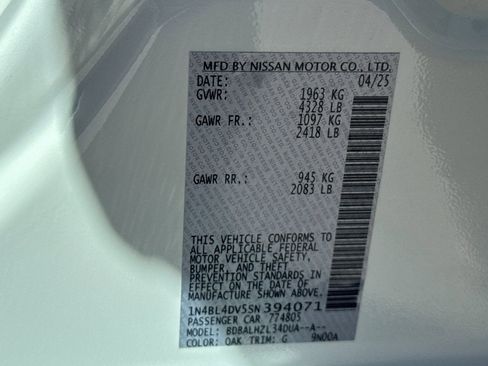 MFD BY NISSAN MOTOR CO., LTD.
DATE: 04/25
GVWR: 1963 KG
4328 LB
GAWR FR.: 1097 KG
2418 LB
GAWR RR.: 945 KG
2083 LB
THIS VEHICLE CONFORMS TO
ALL APPLICABLE FEDERAL
MOTOR VEHICLE SAFETY,
BUMPER, AND THEFT
PREVENTION STANDARDS IN
EFFECT ON THE DATE OF
MANUFACTURE SHOWN ABOVE.
1N4BL4DV5SN 394071
PASSENGER CAR 774805
MODEL: BDBALHZL34DUA--A--
COLOR: OAK TRIM: G 9N00A